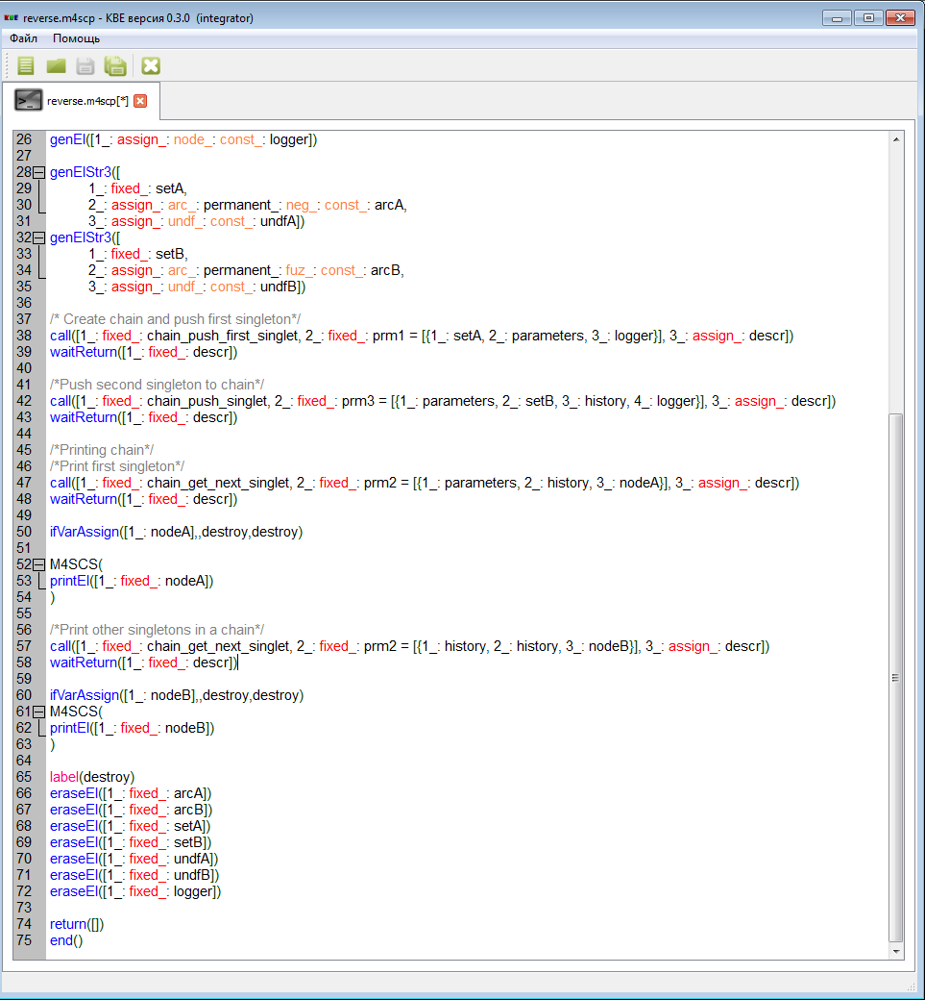 KBE reverse.m4scp - KBE версия 0.3.0 (integrator)
Файл Помощь
reverse.m4scp[*]
26 genEl([1_: assign_: node_: const_: logger])
27
28 genElStr3([
29 1_: fixed_: setA,
30 2_: assign_: arc_: permanent_: neg_: const_: arcA,
31 3_: assign_: undf_: const_: undfA])
32 genElStr3([
33 1_: fixed_: setB,
34 2_: assign_: arc_: permanent_: fuz_: const_: arcB,
35 3_: assign_: undf_: const_: undfB])
36
37 /* Create chain and push first singleton*/
38 call([1_: fixed_: chain_push_first_singlet, 2_: fixed_: prm1 = [{1_: setA, 2_: parameters, 3_: logger}], 3_: assign_: descr])
39 waitReturn([1_: fixed_: descr])
40
41 /*Push second singleton to chain*/
42 call([1_: fixed_: chain_push_singlet, 2_: fixed_: prm3 = [{1_: parameters, 2_: setB, 3_: history, 4_: logger}], 3_: assign_: descr])
43 waitReturn([1_: fixed_: descr])
44
45 /*Printing chain*/
46 /*Print first singleton*/
47 call([1_: fixed_: chain_get_next_singlet, 2_: fixed_: prm2 = [{1_: parameters, 2_: history, 3_: nodeA}], 3_: assign_: descr])
48 waitReturn([1_: fixed_: descr])
49
50 ifVarAssign([1_: nodeA],,destroy,destroy)
51
52 M4SCS(
53 printEl([1_: fixed_: nodeA])
54 )
55
56 /*Print other singletons in a chain*/
57 call([1_: fixed_: chain_get_next_singlet, 2_: fixed_: prm2 = [{1_: history, 2_: history, 3_: nodeB}], 3_: assign_: descr])
58 waitReturn([1_: fixed_: descr])
59
60 ifVarAssign([1_: nodeB],,destroy,destroy)
61 M4SCS(
62 printEl([1_: fixed_: nodeB])
63 )
64
65 label(destroy)
66 eraseEl([1_: fixed_: arcA])
67 eraseEl([1_: fixed_: arcB])
68 eraseEl([1_: fixed_: setA])
69 eraseEl([1_: fixed_: setB])
70 eraseEl([1_: fixed_: undfA])
71 eraseEl([1_: fixed_: undfB])
72 eraseEl([1_: fixed_: logger])
73
74 return([])
75 end()